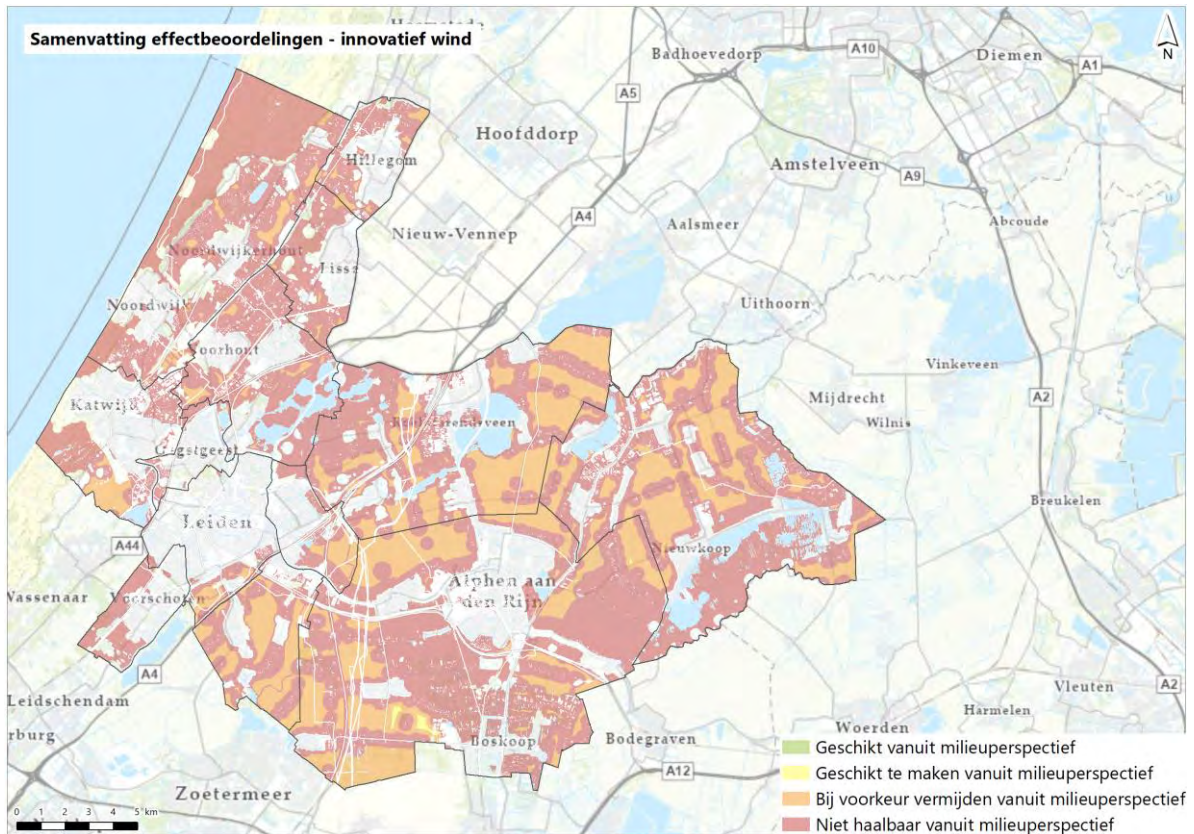 Samenvatting effectbeoordelingen - innovatief wind
N
Badhoevedorp
A10
Diemen
A1
A5
Hoofddorp
Hillegom
Amstelveen
A9
A4
Abcoude
Nieuw-Vennep
Aalsmeer
Noordwijkerhout
Lisse
Uithoorn
Noordwijk
Voorhout
Vinkeveen
Katwijk
Mijdrecht
A2
Wilnis
Oegstgeest
Breukelen
Leiden
A44
Nieuwkoop
Alphen aan
den Rijn
Wassenaar
Voorschoten
A4
Leidschendam
Vleuten
A2
Harmelen
Woerden
Boskoop
Bodegraven
rburg
A12
Zoetermeer
0 1 2 3 4 5 km
Geschikt vanuit milieuperspectief
Geschikt te maken vanuit milieuperspectief
Bij voorkeur vermijden vanuit milieuperspectief
Niet haalbaar vanuit milieuperspectief